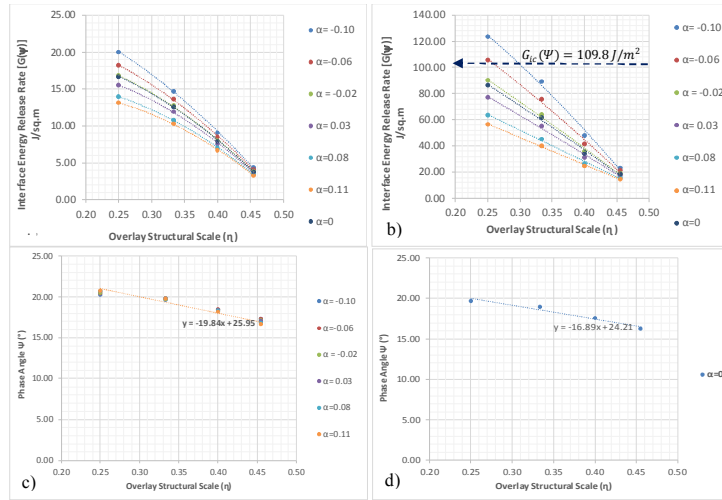 Interface Energy Release Rate [G(ψ)]
J/sq.m
25.00
20.00
15.00
10.00
5.00
0.00
0.20
0.25
0.30
0.35
0.40
0.45
0.50
Overlay Structural Scale (η)
α= -0.10
α= -0.06
α = -0.02
α= 0.03
α= 0.08
α= 0.11
α=0
b)
Interface Energy Release Rate [G(Ψ)]
J/sq.m
140.00
120.00
100.00
80.00
60.00
40.00
20.00
0.00
G_ic(Ψ) = 109.8 J/m²
0.20
0.25
0.30
0.35
0.40
0.45
0.50
Overlay Structural Scale (η)
α= -0.10
α= -0.06
α= -0.02
α= 0.03
α= 0.08
α= 0.11
α=0
c)
Phase Angle Ψ (°)
25.00
20.00
15.00
10.00
5.00
0.00
y = -19.84x + 25.95
0.20
0.25
0.30
0.35
0.40
0.45
0.50
Overlay Structural Scale (η)
α= -0.10
α= -0.06
α = -0.02
α= 0.03
α=0.08
α=0.11
d)
Phase Angle Ψ (°)
25.00
20.00
15.00
10.00
5.00
0.00
y = -16.89x + 24.21
0.20
0.25
0.30
0.35
0.40
0.45
0.50
Overlay Structural Scale (η)
α=0